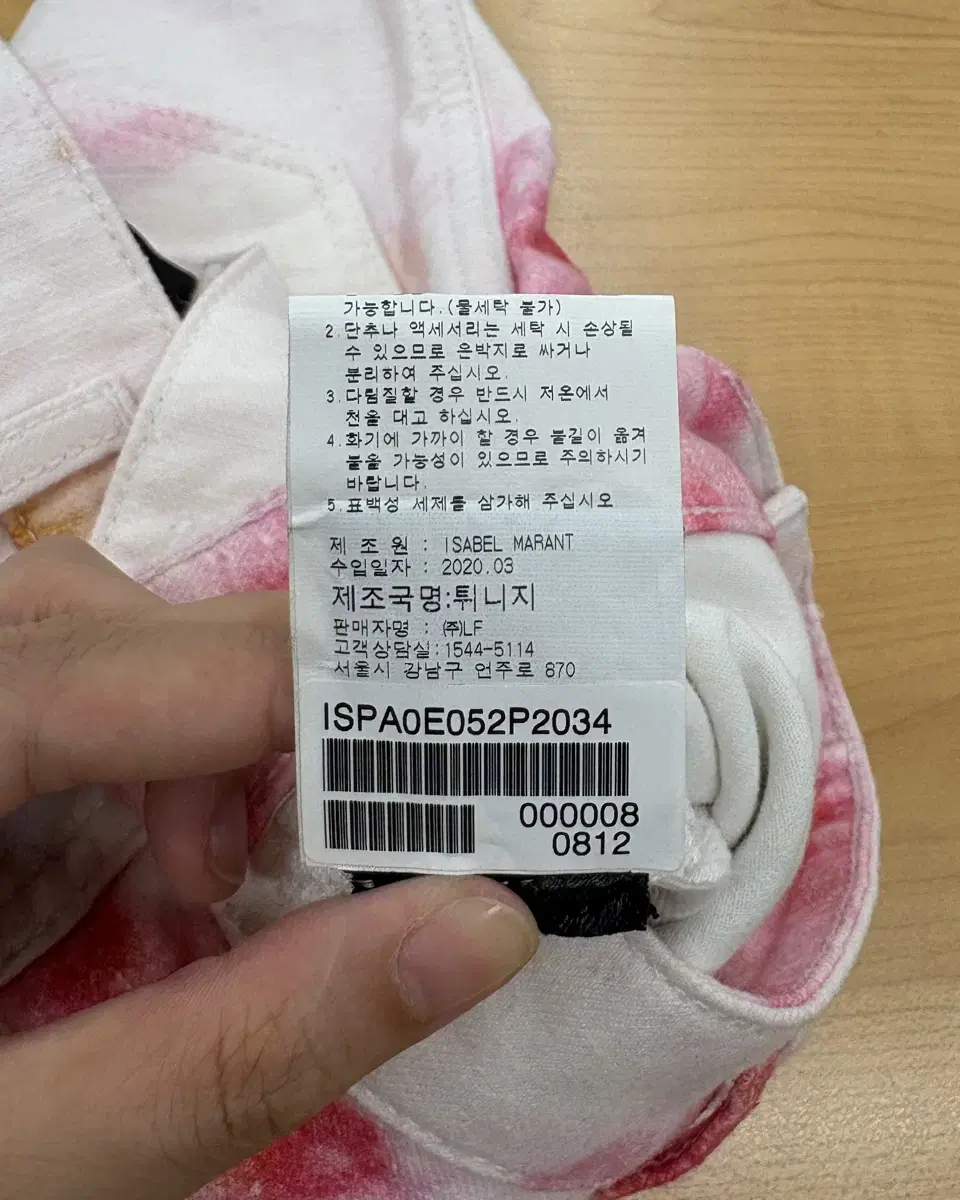 가능합니다.(물세탁 불가)
2.단추나 액세서리는 세탁 시 손상될
수 있으므로 은박지로 싸거나
분리하여 주십시오.
3.다림질할 경우 반드시 저온에서
천을 대고 하십시오.
4.화기에 가까이 할 경우 불길이 옮겨
붙을 가능성이 있으므로 주의하시기
바랍니다.
5.표백성 세제를 삼가해 주십시오
제 조 원 : ISABEL MARANT
수입일자 : 2020.03
제조국명:튀니지
판매자명 : ㈜LF
고객상담실:1544-5114
서울시 강남구 언주로 870
ISPA0E052P2034
000008
0812